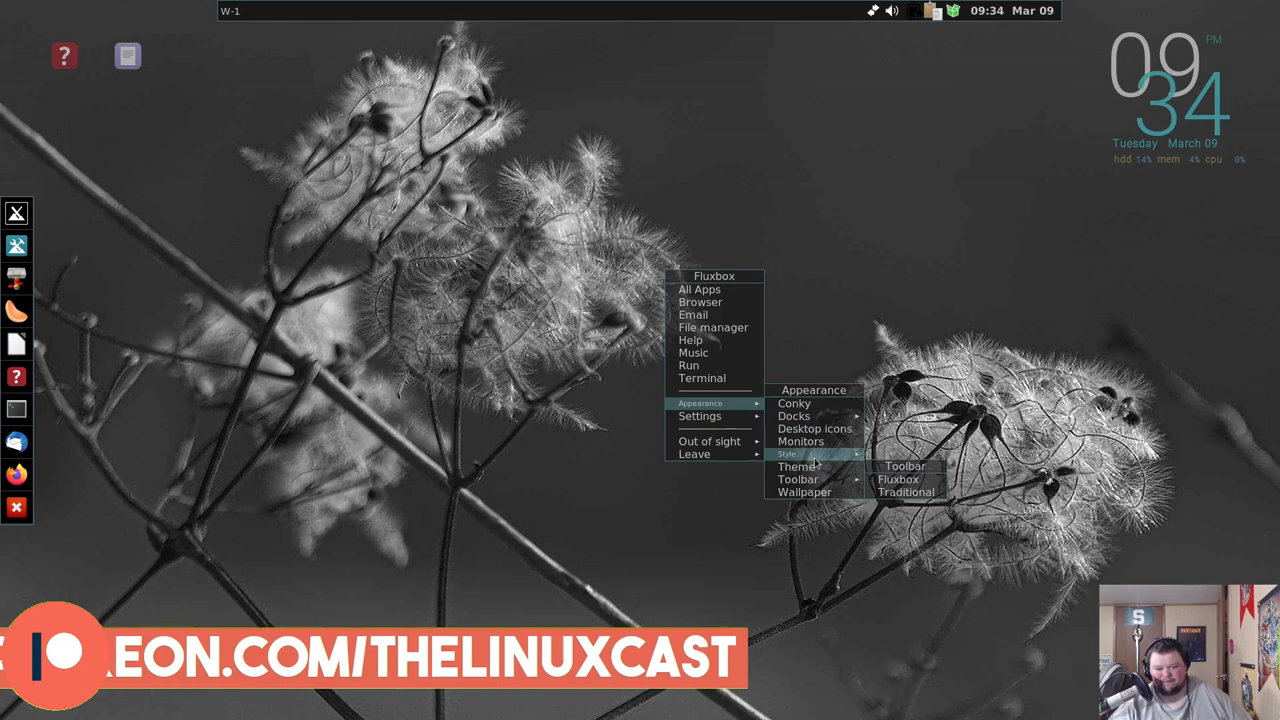 W-1
09:34 Mar 09
09
PM
34
Tuesday March 09
hdd 14% mem 4% cpu 0%
Fluxbox
All Apps
Browser
Email
File manager
Help
Music
Run
Terminal
Appearance
Settings
Out of sight
Leave
Appearance
Conky
Docks
Desktop icons
Monitors
Style
Theme
Toolbar
Wallpaper
Toolbar
Fluxbox
Traditional
EON.COM/THELINUXCAST
S